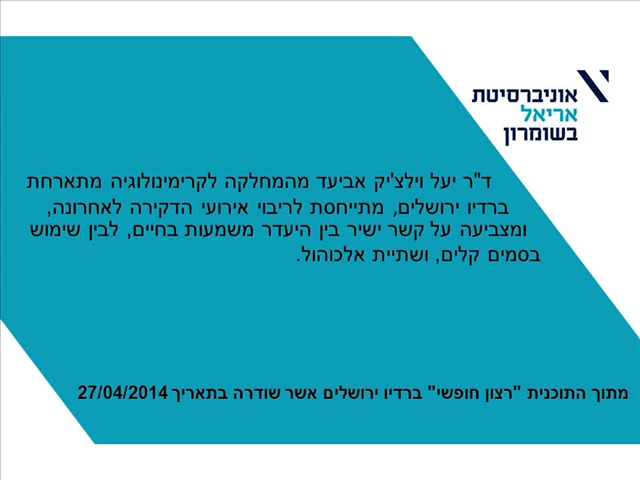 אוניברסיטת
אריאל
בשומרון
ד"ר יעל וילצ'יק אביעד מהמחלקה לקרימינולוגיה מתארחת
ברדיו ירושלים, מתייחסת לריבוי אירועי הדקירה לאחרונה,
ומצביעה על קשר ישיר בין היעדר משמעות בחיים, לבין שימוש
בסמים קלים, ושתיית אלכוהול.
מתוך התוכנית "רצון חופשי" ברדיו ירושלים אשר שודרה בתאריך 27/04/2014